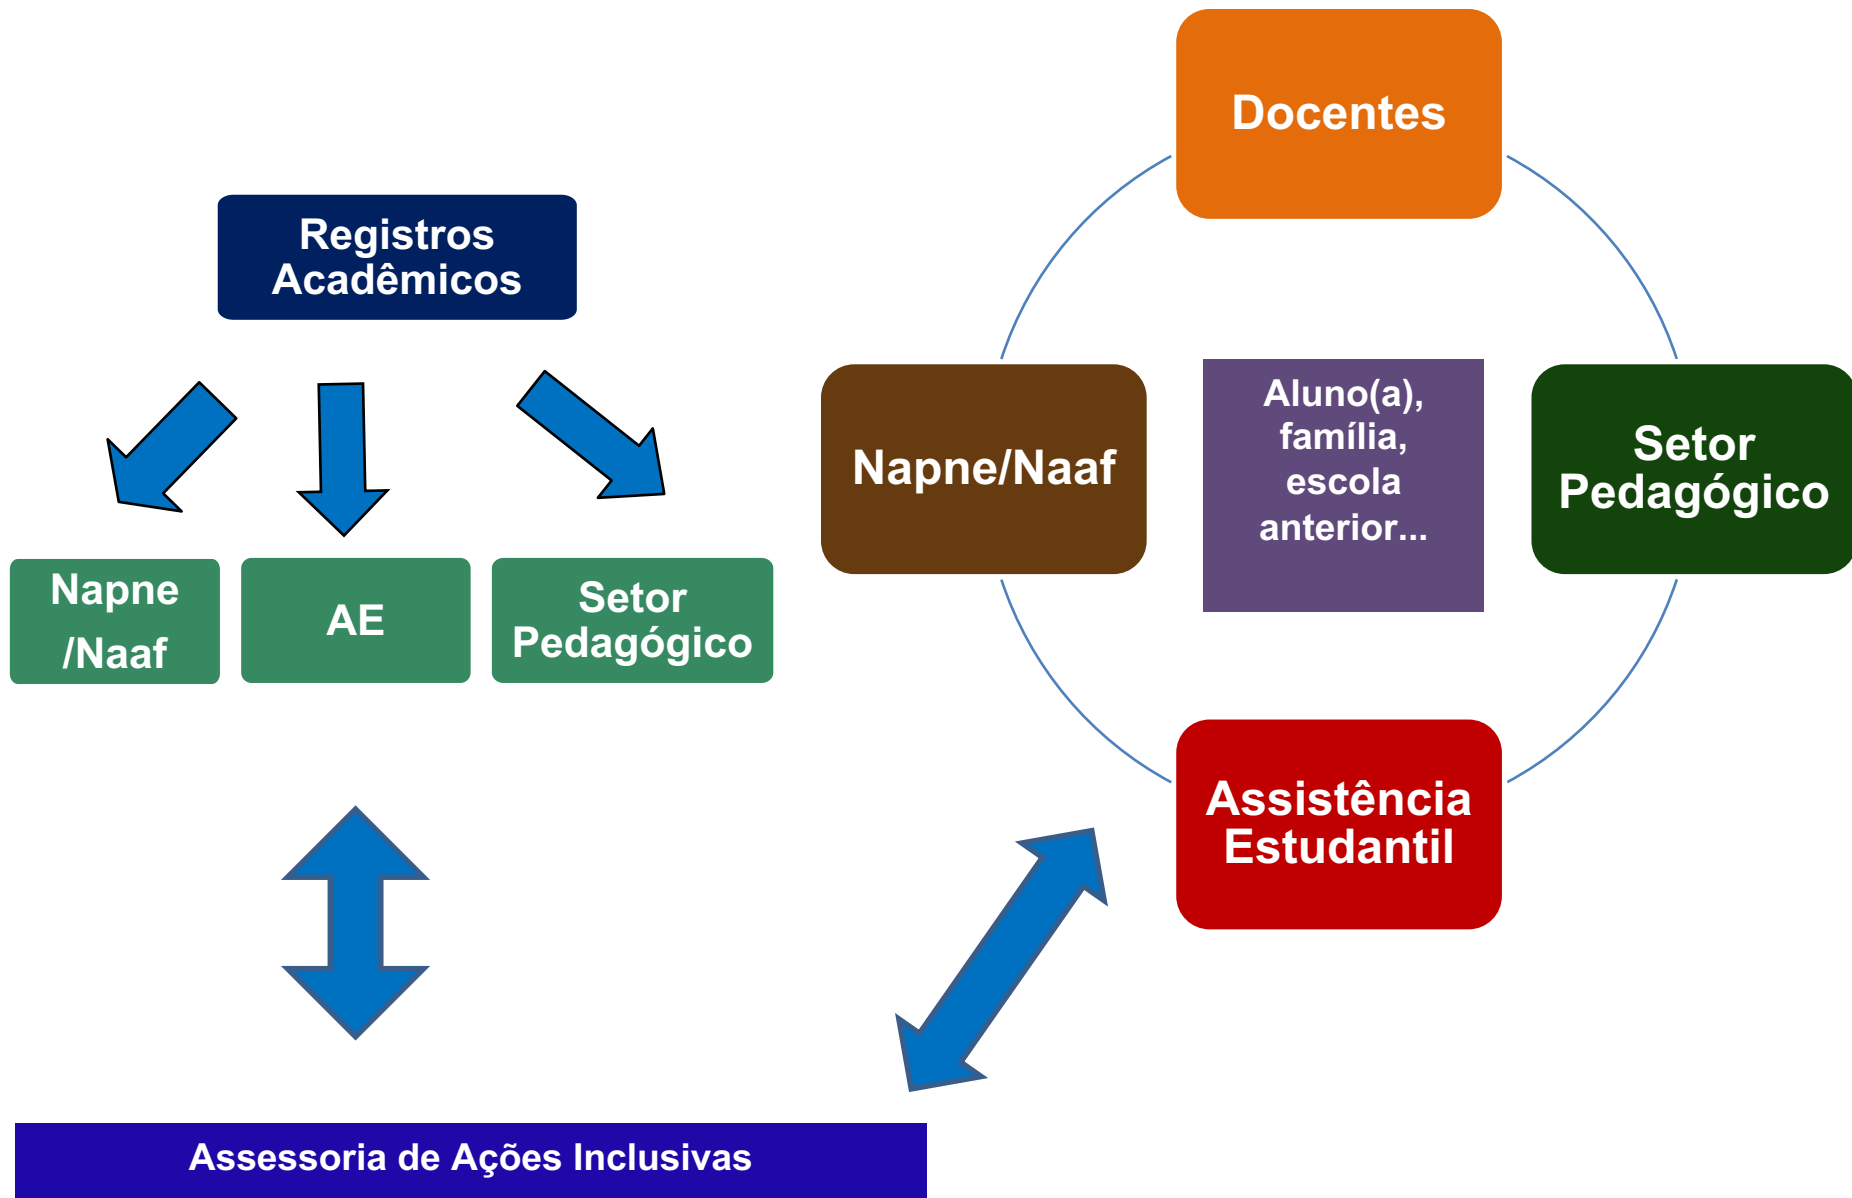 Registros
Acadêmicos
Napne
/Naaf
AE
Setor
Pedagógico
Docentes
Napne/Naaf
Aluno(a),
família,
escola
anterior...
Setor
Pedagógico
Assistência
Estudantil
Assessoria de Ações Inclusivas